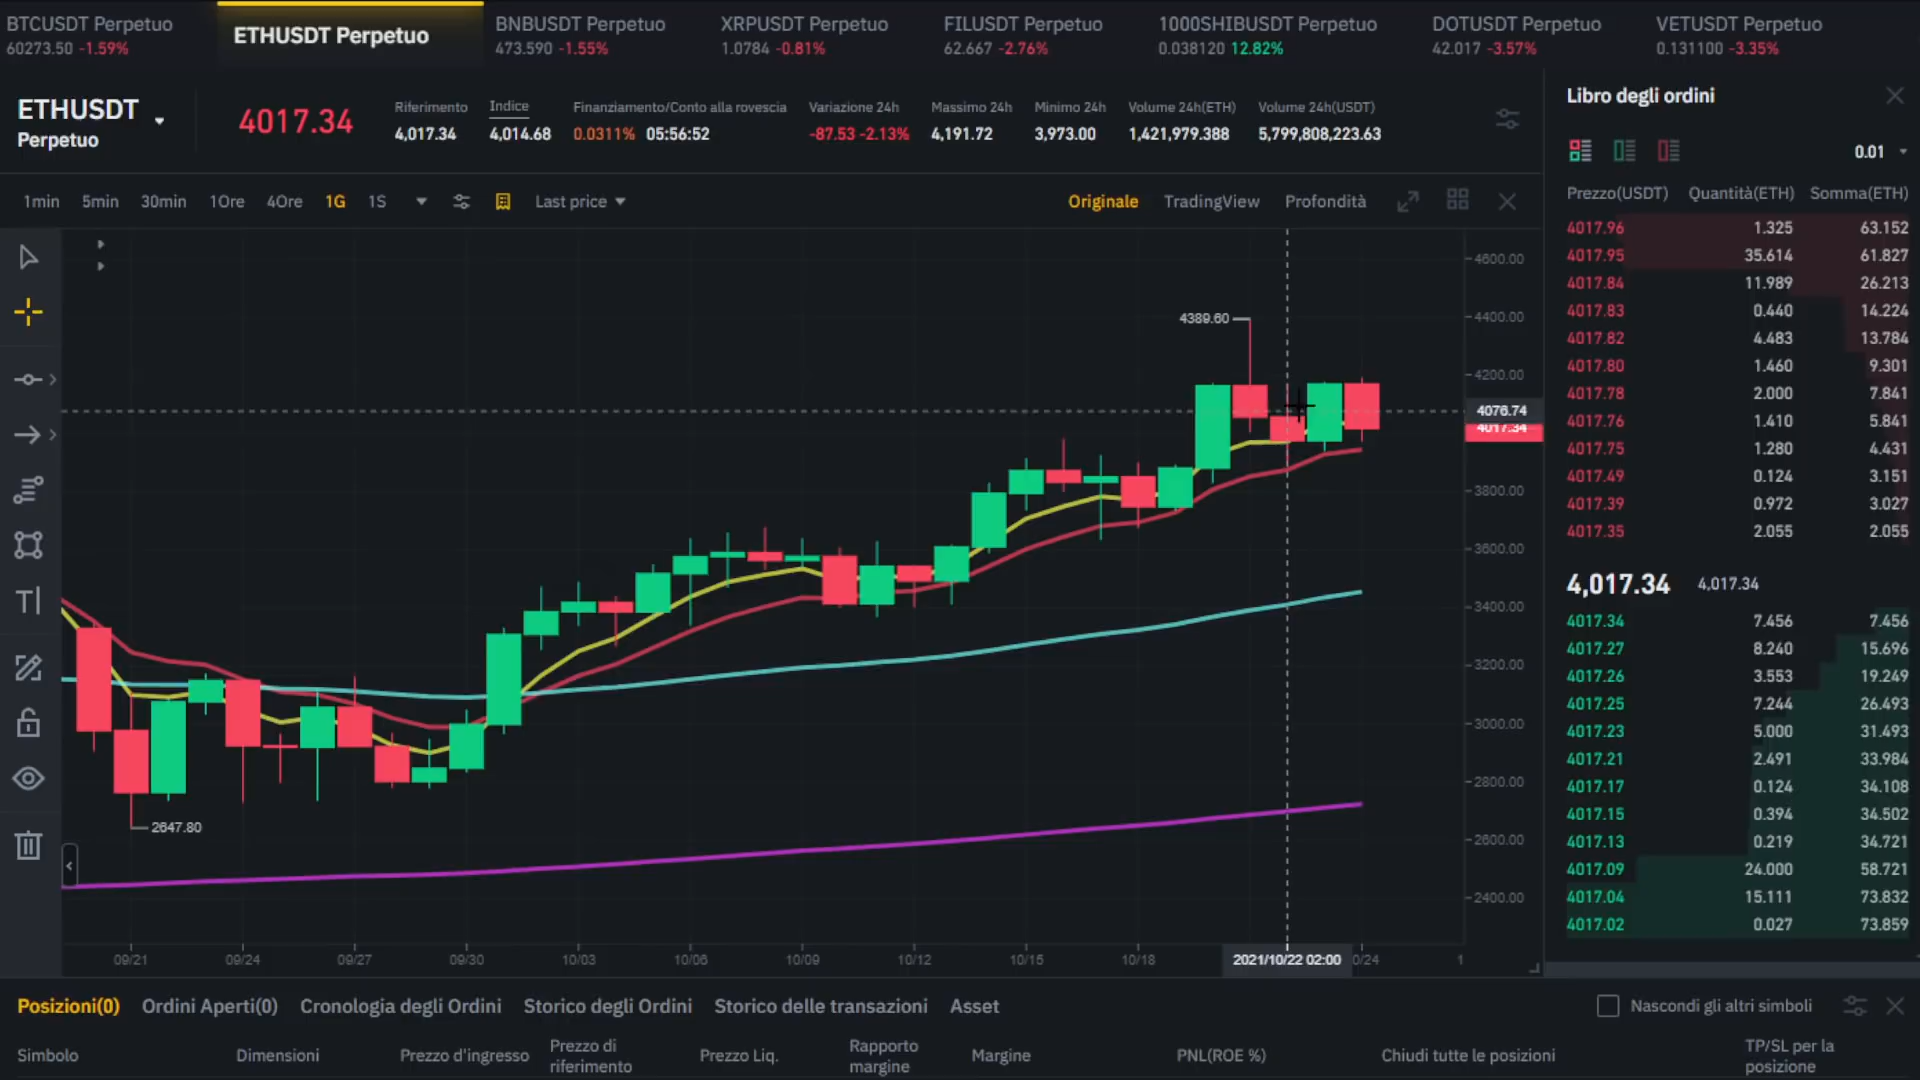 BTCUSDT Perpetuo
60273.50 -1.59%
ETHUSDT Perpetuo
BNBUSDT Perpetuo
473.590 -1.55%
XRPUSDT Perpetuo
1.0784 -0.81%
FILUSDT Perpetuo
62.667 -2.76%
1000SHIBUSDT Perpetuo
0.038120 12.82%
DOTUSDT Perpetuo
42.017 -3.57%
VETUSDT Perpetuo
0.131100 -3.35%
ETHUSDT
Perpetuo
4017.34
Riferimento
4,017.34
Indice
4,014.68
Finanziamento/Conto alla rovescia
0.0311% 05:56:52
Variazione 24h
-87.53 -2.13%
Massimo 24h
4,191.72
Minimo 24h
3,973.00
Volume 24h(ETH)
1,421,979.388
Volume 24h(USDT)
5,799,808,223.63
1min 5min 30min 1Ore 4Ore 1G 1S Last price
Originale TradingView Profondità
4600.00
4400.00
4200.00
4076.74
4017.34
3800.00
3600.00
3400.00
3200.00
3000.00
2800.00
2600.00
2400.00
4389.60
2647.80
09/21 09/24 09/27 09/30 10/03 10/06 10/09 10/12 10/15 10/18 2021/10/22 02:00 0/24 1
Libro degli ordini
0.01
Prezzo(USDT) Quantità(ETH) Somma(ETH)
4017.96 1.325 63.152
4017.95 35.614 61.827
4017.84 11.989 26.213
4017.83 0.440 14.224
4017.82 4.483 13.784
4017.80 1.460 9.301
4017.78 2.000 7.841
4017.76 1.410 5.841
4017.75 1.280 4.431
4017.49 0.124 3.151
4017.39 0.972 3.027
4017.35 2.055 2.055
4,017.34 4,017.34
4017.34 7.456 7.456
4017.27 8.240 15.696
4017.26 3.553 19.249
4017.25 7.244 26.493
4017.23 5.000 31.493
4017.21 2.491 33.984
4017.17 0.124 34.108
4017.15 0.394 34.502
4017.13 0.219 34.721
4017.09 24.000 58.721
4017.04 15.111 73.832
4017.02 0.027 73.859
Posizioni(0) Ordini Aperti(0) Cronologia degli Ordini Storico degli Ordini Storico delle transazioni Asset
Nascondi gli altri simboli
Simbolo
Dimensioni
Prezzo d'ingresso
Prezzo di
riferimento
Prezzo Liq.
Rapporto
margine
Margine
PNL(ROE %)
Chiudi tutte le posizioni
TP/SL per la
posizione